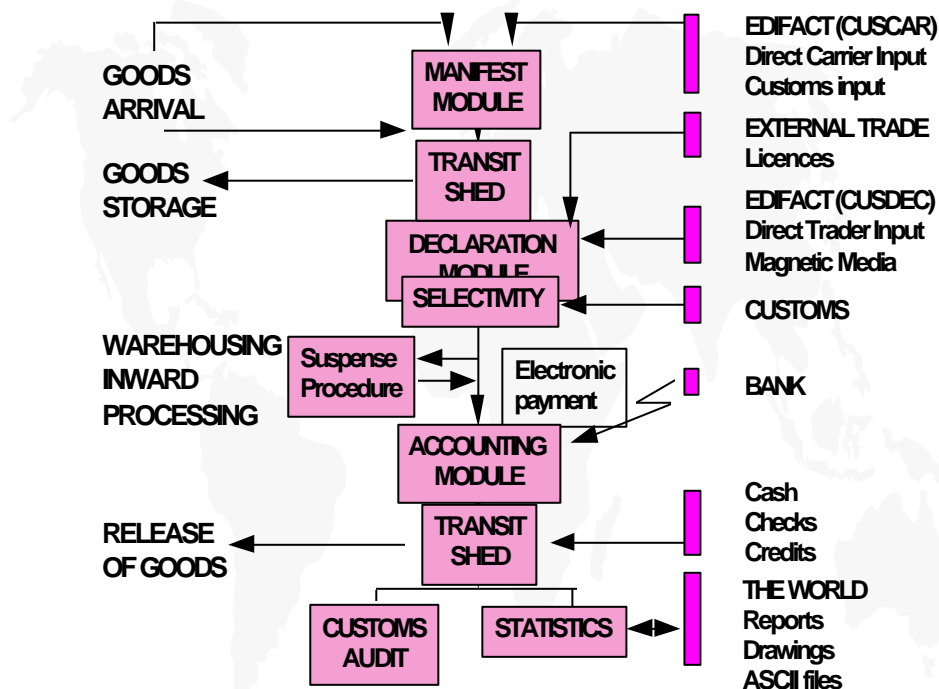 GOODS
ARRIVAL
GOODS
STORAGE
WAREHOUSING
INWARD
PROCESSING
RELEASE
OF GOODS
MANIFEST
MODULE
TRANSIT
SHED
DECLARATION
MODULE
SELECTIVITY
Suspense
Procedure
Electronic
payment
ACCOUNTING
MODULE
TRANSIT
SHED
CUSTOMS
AUDIT
STATISTICS
EDIFACT (CUSCAR)
Direct Carrier Input
Customs input
EXTERNAL TRADE
Licences
EDIFACT (CUSDEC)
Direct Trader Input
Magnetic Media
CUSTOMS
BANK
Cash
Checks
Credits
THE WORLD
Reports
Drawings
ASCII files